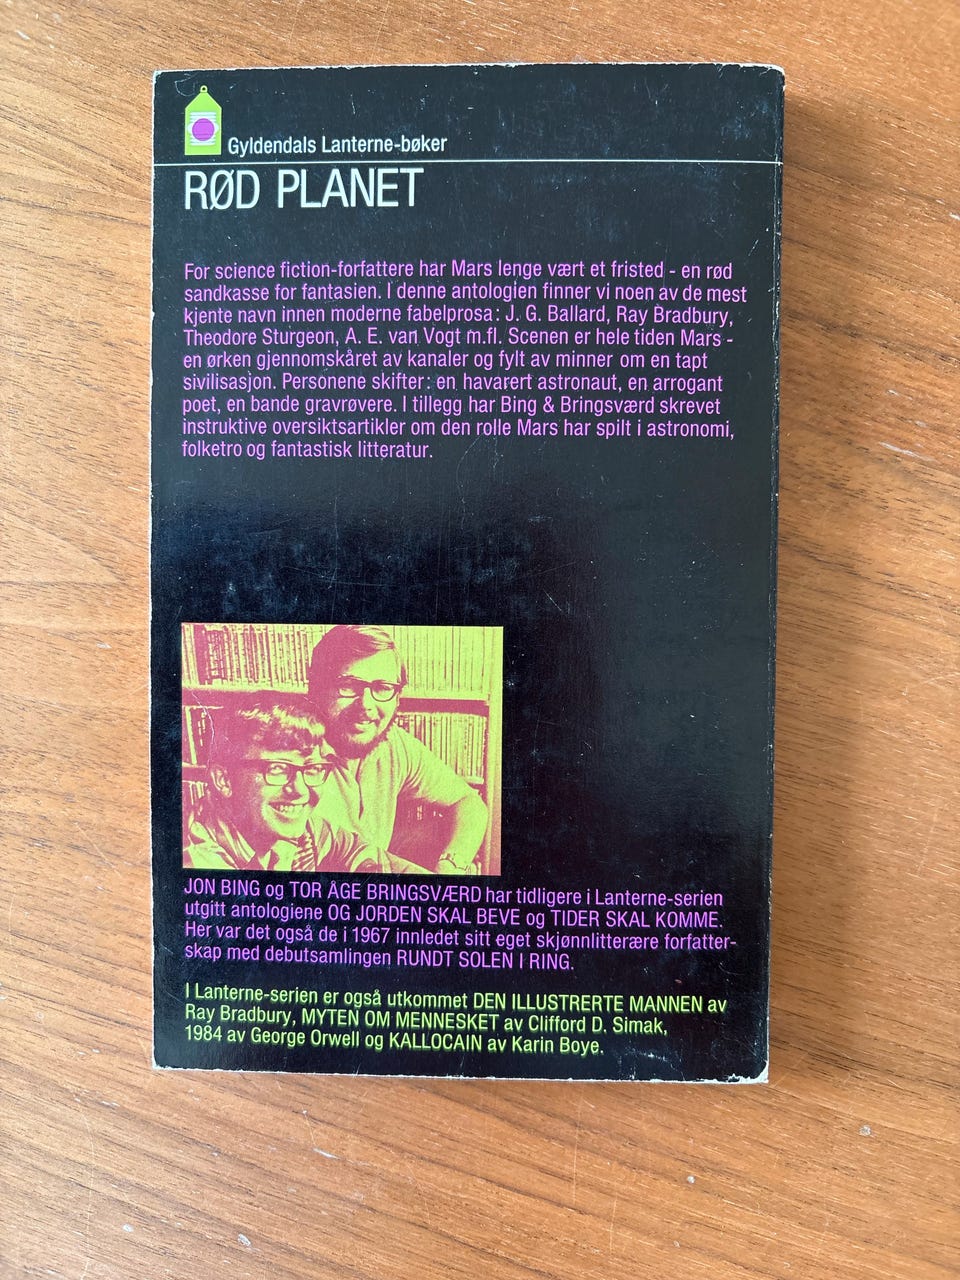 Gyldendals Lanterne-bøker
RØD PLANET
For science fiction-forfattere har Mars lenge vært et fristed - en rød
sandkasse for fantasien. I denne antologien finner vi noen av de mest
kjente navn innen moderne fabelprosa: J. G. Ballard, Ray Bradbury,
Theodore Sturgeon, A. E. van Vogt m.fl. Scenen er hele tiden Mars -
en ørken gjennomskåret av kanaler og fylt av minner om en tapt
sivilisasjon. Personene skifter: en havarert astronaut, en arrogant
poet, en bande gravrøvere. I tillegg har Bing & Bringsværd skrevet
instruktive oversiktsartikler om den rolle Mars har spilt i astronomi,
folketro og fantastisk litteratur.
JON BING og TOR ÅGE BRINGSVÆRD har tidligere i Lanterne-serien
utgitt antologiene OG JORDEN SKAL BEVE og TIDER SKAL KOMME.
Her var det også de i 1967 innledet sitt eget skjønnlitterære forfatter-
skap med debutsamlingen RUNDT SOLEN I RING.
I Lanterne-serien er også utkommet DEN ILLUSTRERTE MANNEN av
Ray Bradbury, MYTEN OM MENNESKET av Clifford D. Simak,
1984 av George Orwell og KALLOCAIN av Karin Boye.